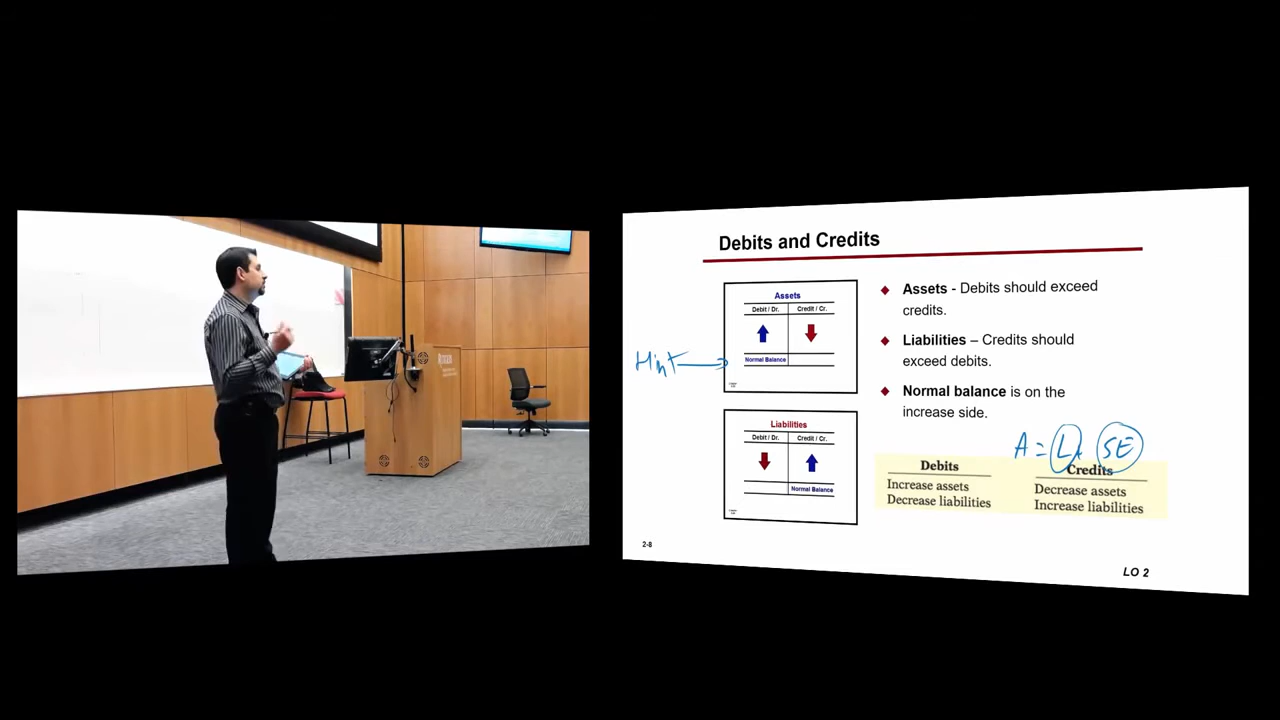 Debits and Credits
Assets
Debit / Dr.
Credit / Cr.
Normal Balance
Hint
Liabilities
Debit / Dr.
Credit / Cr.
Normal Balance
Assets - Debits should exceed
credits.
Liabilities – Credits should
exceed debits.
Normal balance is on the
increase side.
A = L + SE
Debits
Increase assets
Decrease liabilities
Credits
Decrease assets
Increase liabilities
2-8
LO 2